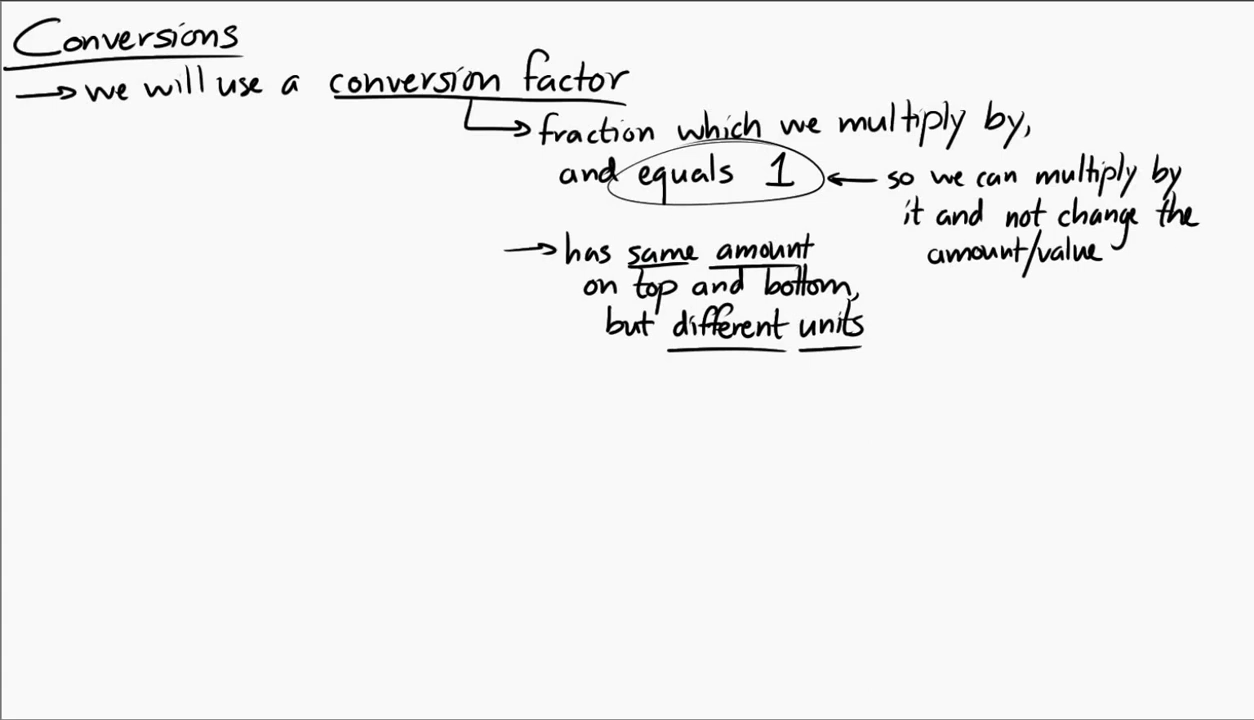 Conversions
→ we will use a conversion factor
→ fraction which we multiply by,
and equals 1 ← so we can multiply by
it and not change the
amount/value
→ has same amount
on top and bottom,
but different units